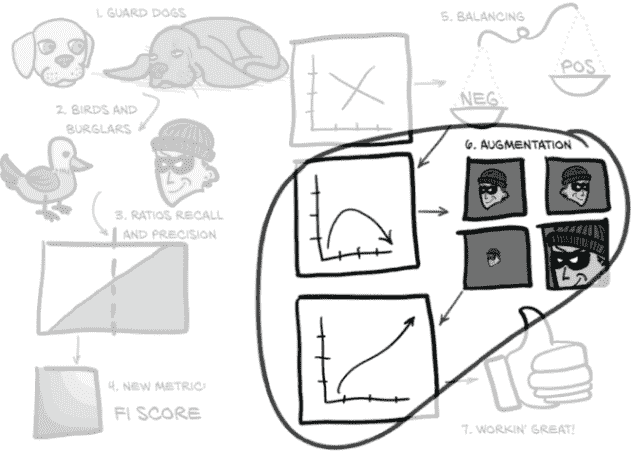 1. GUARD DOGS
2. BIRDS AND
BURGLARS
3. RATIOS RECALL
AND PRECISION
4. NEW METRIC!
F1 SCORE
5. BALANCING
NEG
POS
6. AUGMENTATION
7. WORKIN' GREAT!